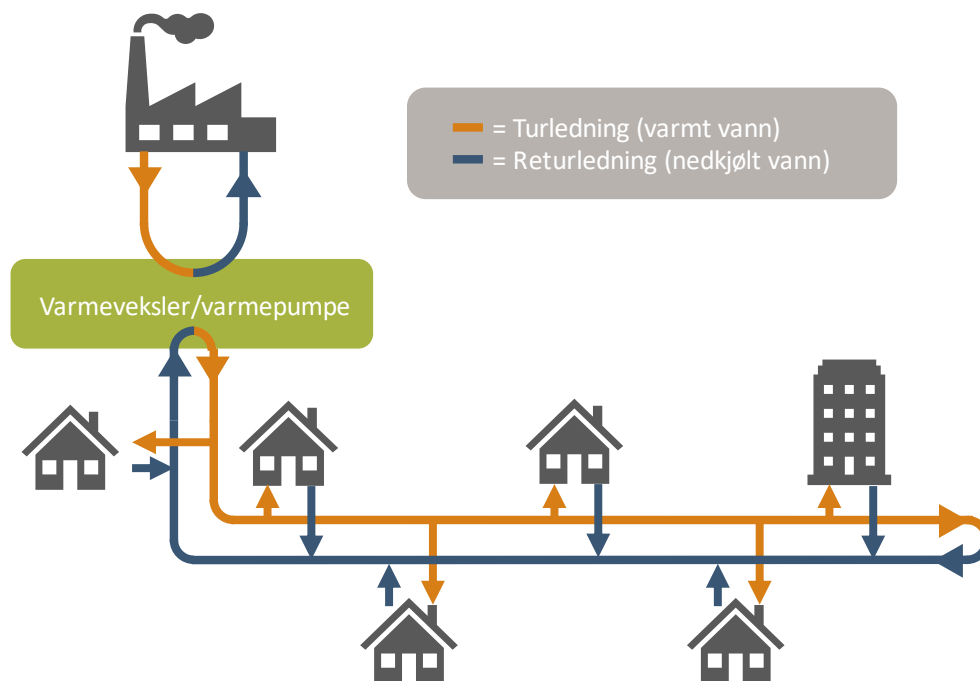 = Turledning (varmt vann)
= Returledning (nedkjølt vann)
Varmeveksler/varmepumpe